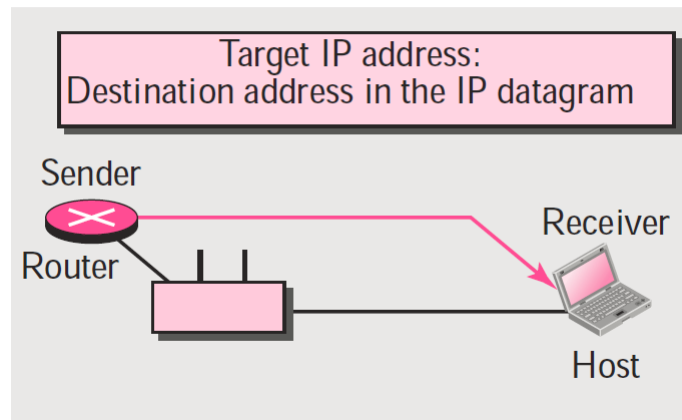 Target IP address:
Destination address in the IP datagram
Sender
Receiver
Router
Host